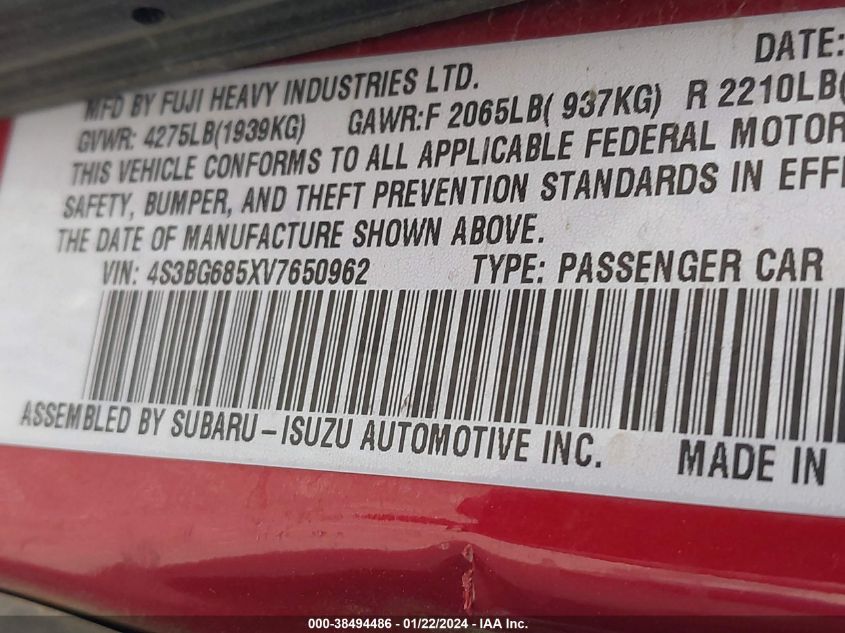 DATE:
MFD BY FUJI HEAVY INDUSTRIES LTD.
GVWR: 4275LB(1939KG) GAWR:F 2065LB( 937KG) R 2210LB(
THIS VEHICLE CONFORMS TO ALL APPLICABLE FEDERAL MOTOR
SAFETY, BUMPER, AND THEFT PREVENTION STANDARDS IN EFF
THE DATE OF MANUFACTURE SHOWN ABOVE.
VIN: 4S3BG685XV7650962 TYPE: PASSENGER CAR
ASSEMBLED BY SUBARU-ISUZU AUTOMOTIVE INC. MADE IN
000-38494486 - 01/22/2024 - IAA Inc.